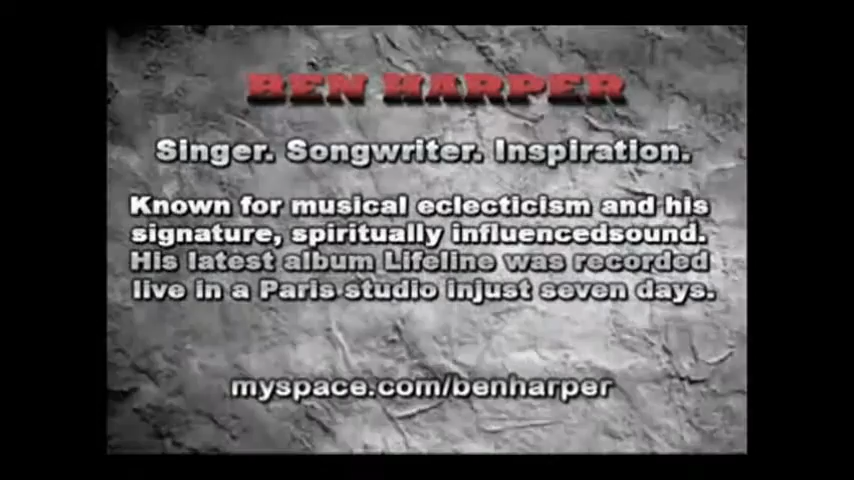 BEN HARPER
Singer. Songwriter. Inspiration.
Known for musical eclecticism and his
signature, spiritually influencedsound.
His latest album Lifeline was recorded
live in a Paris studio injust seven days.
myspace.com/benharper